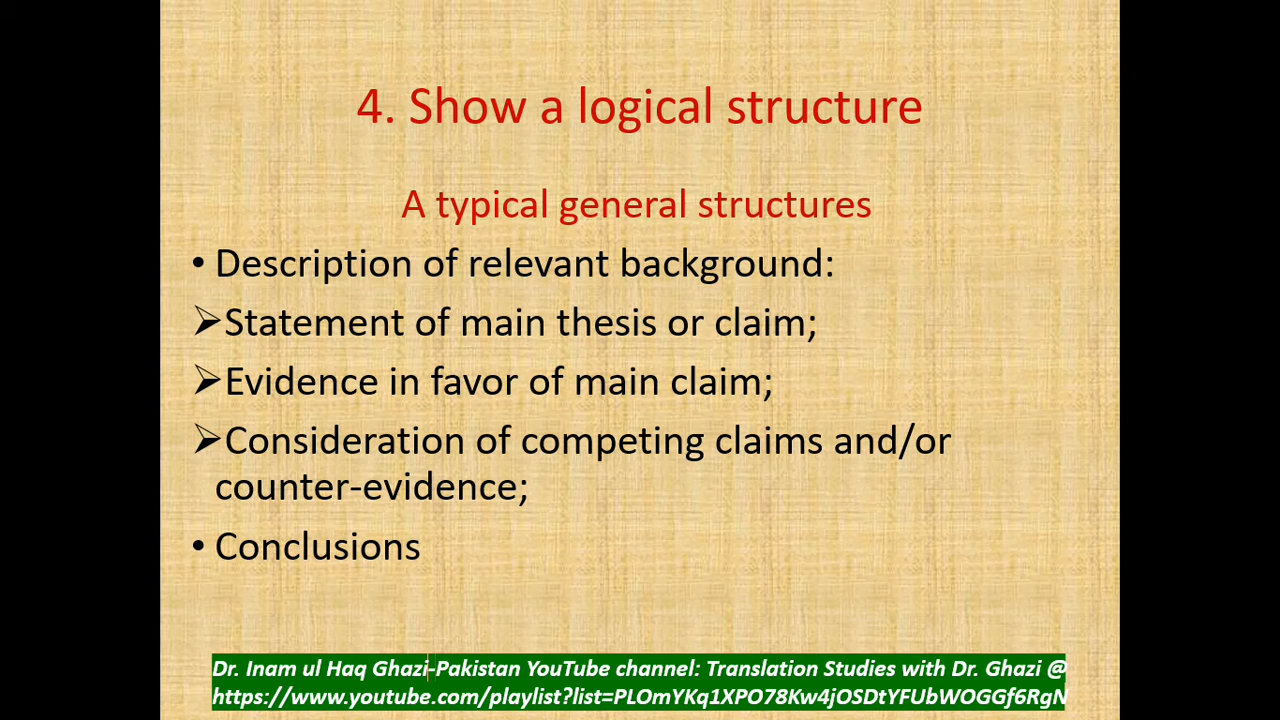 4. Show a logical structure
A typical general structures
• Description of relevant background:
➢Statement of main thesis or claim;
➢Evidence in favor of main claim;
➢Consideration of competing claims and/or
counter-evidence;
• Conclusions
Dr. Inam ul Haq Ghazi-Pakistan YouTube channel: Translation Studies with Dr. Ghazi @
https://www.youtube.com/playlist?list=PLOmYKq1XPO78Kw4jOSDtYFUbWOGGf6RgN